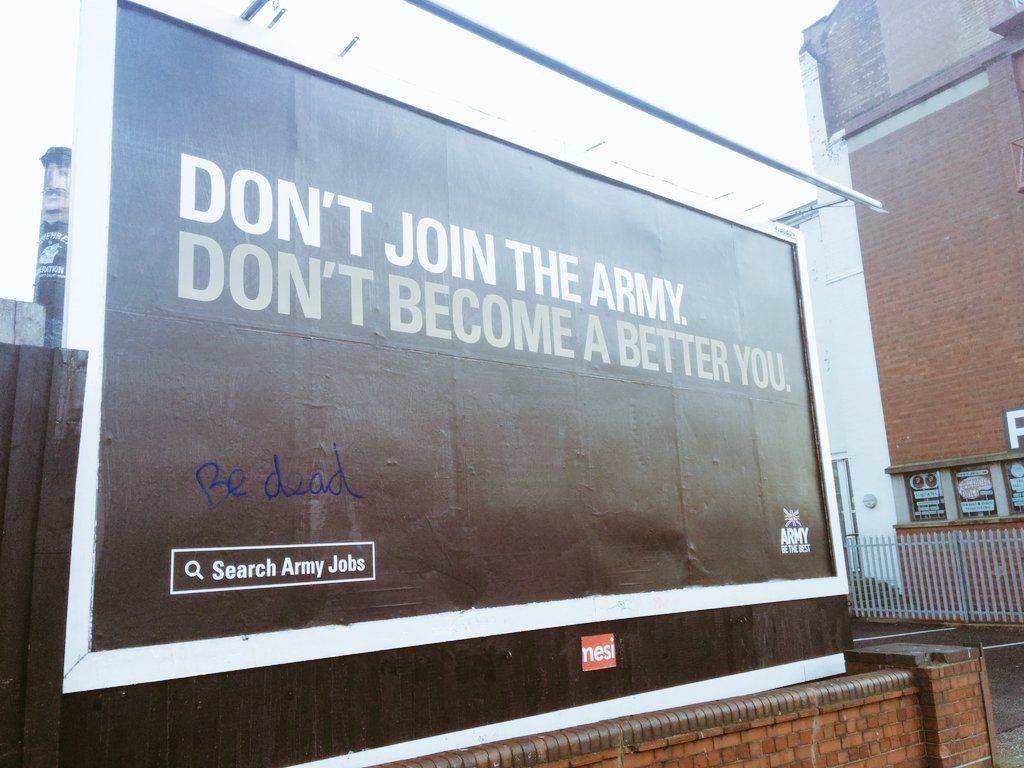 DON'T JOIN THE ARMY.
DON'T BECOME A BETTER YOU.
Be dead
Search Army Jobs
ARMY
BE THE BEST
nesi